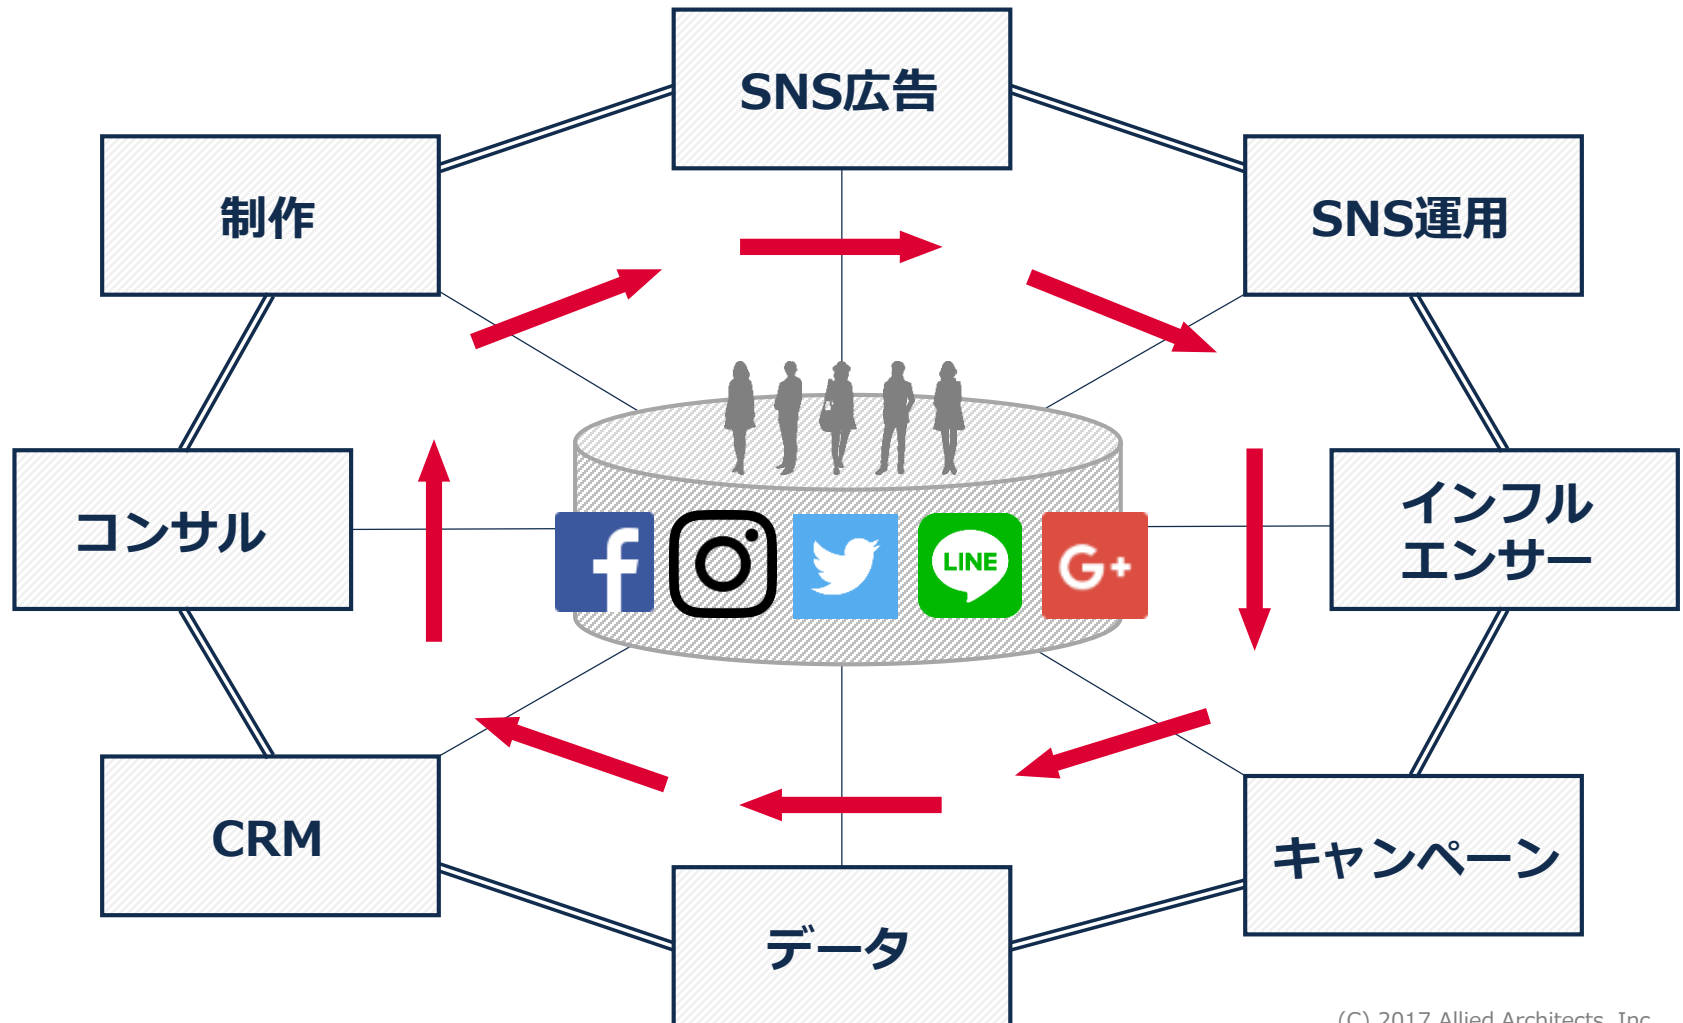 SNS広告
制作
SNS運用
コンサル
インフル
エンサー
f
LINE
G+
CRM
キャンペーン
データ
(C) 2017 Allied Architects, Inc